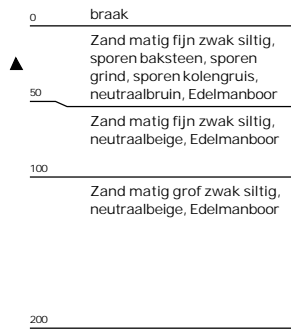 0 braak
Zand matig fijn zwak siltig,
sporen baksteen, sporen
grind, sporen kolengruis,
50 neutraalbruin, Edelmanboor
Zand matig fijn zwak siltig,
neutraalbeige, Edelmanboor
100
Zand matig grof zwak siltig,
neutraalbeige, Edelmanboor
200